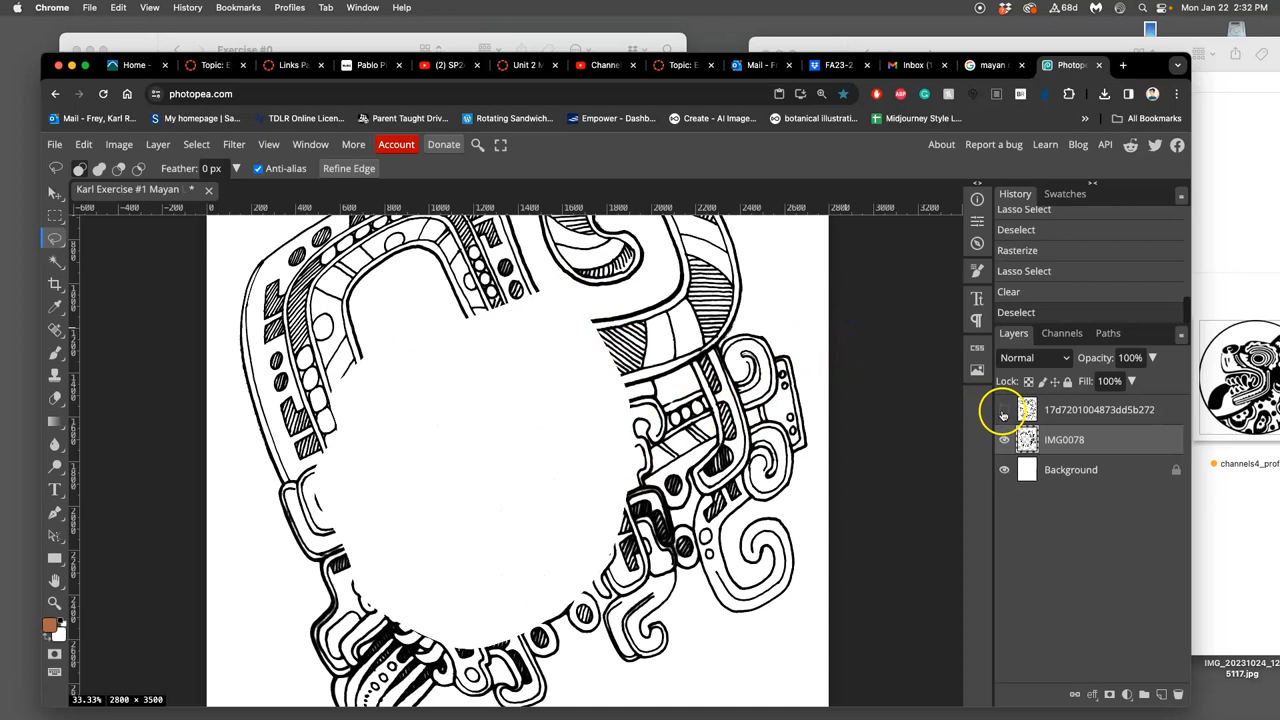 Chrome File Edit View History Bookmarks Profiles Tab Window Help 68d Mon Jan 22 2:32 PM
Exercise #0
Home - Topic: E Links Pa Pablo Pi (2) SP2 Unit 2 M Channel Topic: E Mail - Fr FA23-2 Inbox (1 mayan Photope
photopea.com
Mail - Frey, Karl R... My homepage | Sa... TDLR Online Licen... Parent Taught Driv... Rotating Sandwich... Empower - Dashb... Create - AI Image... botanical illustrati... Midjourney Style L... » All Bookmarks
File Edit Image Layer Select Filter View Window More Account Donate About Report a bug Learn Blog API
Feather: 0 px Anti-alias Refine Edge
Karl Exercise #1 Mayan *
History Swatches
Lasso Select
Deselect
Rasterize
Lasso Select
Clear
Deselect
Layers Channels Paths
Normal Opacity: 100%
Lock: Fill: 100%
17d7201004873dd5b272
IMG0078
Background
channels4_prof
IMG_20231024_12
5117.jpg
33.33% 2800 × 3500